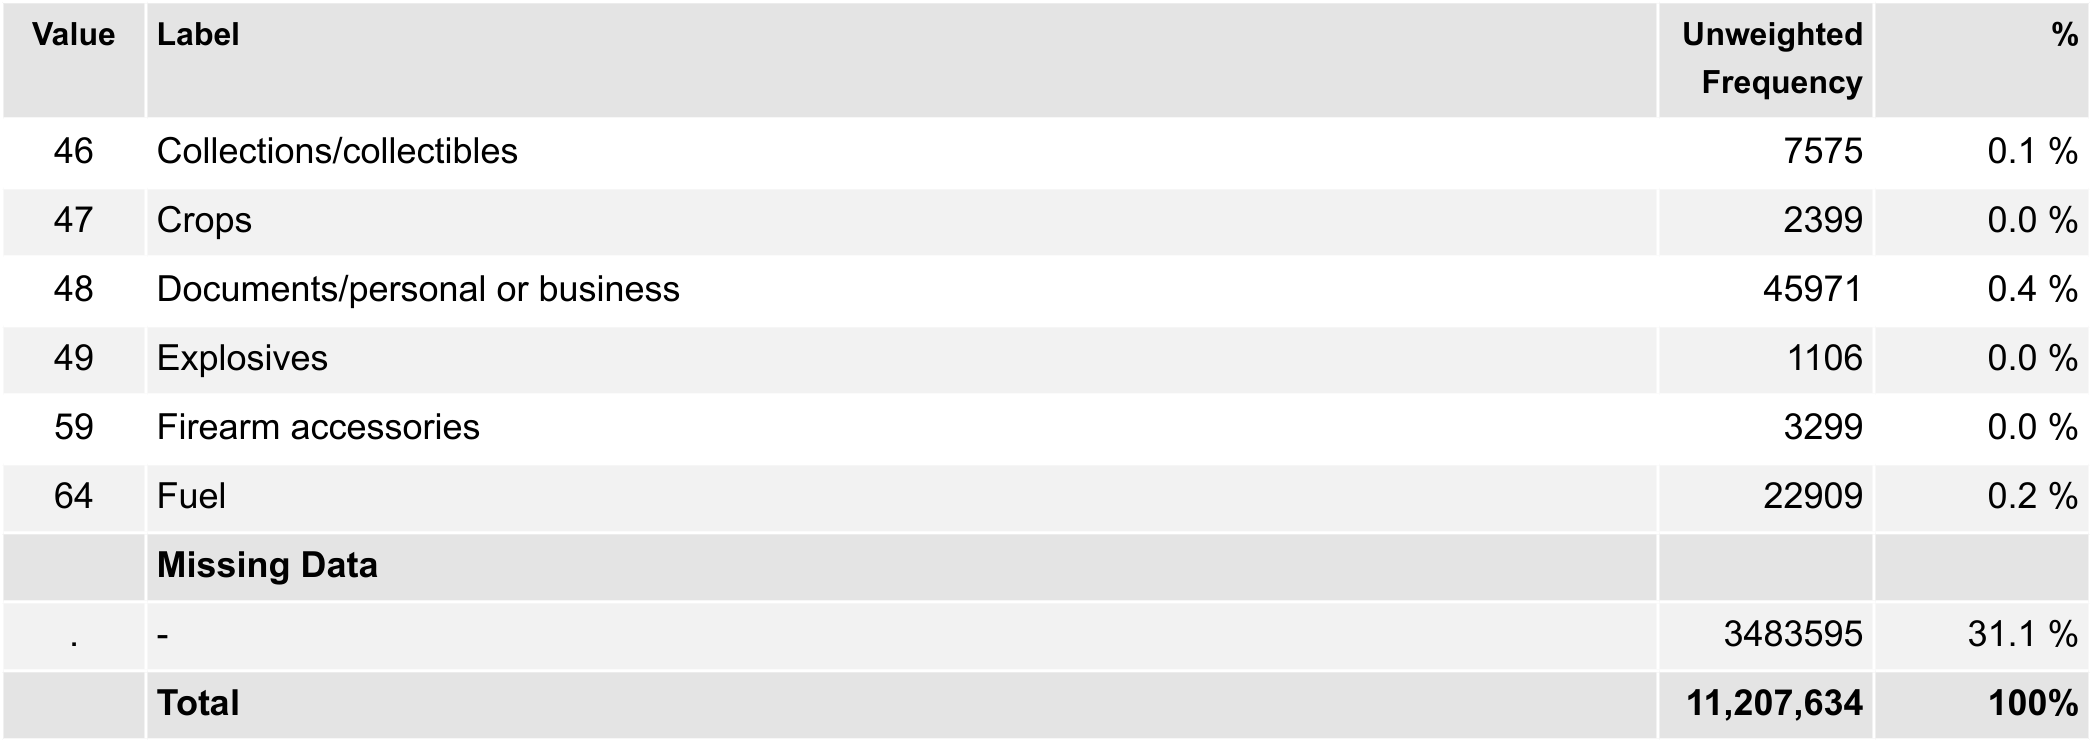 Value Label Unweighted Frequency %
46 Collections/collectibles 7575 0.1 %
47 Crops 2399 0.0 %
48 Documents/personal or business 45971 0.4 %
49 Explosives 1106 0.0 %
59 Firearm accessories 3299 0.0 %
64 Fuel 22909 0.2 %
Missing Data
. - 3483595 31.1 %
Total 11,207,634 100%